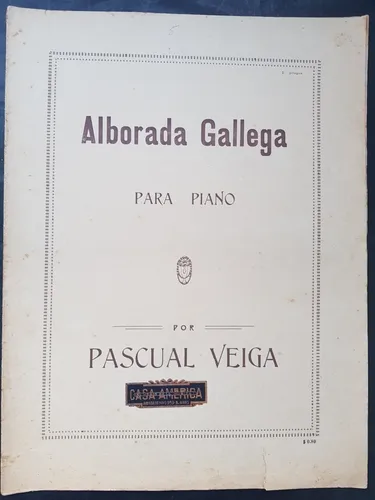 Alborada Gallega
PARA PIANO
POR
PASCUAL VEIGA
CASA AMERICA